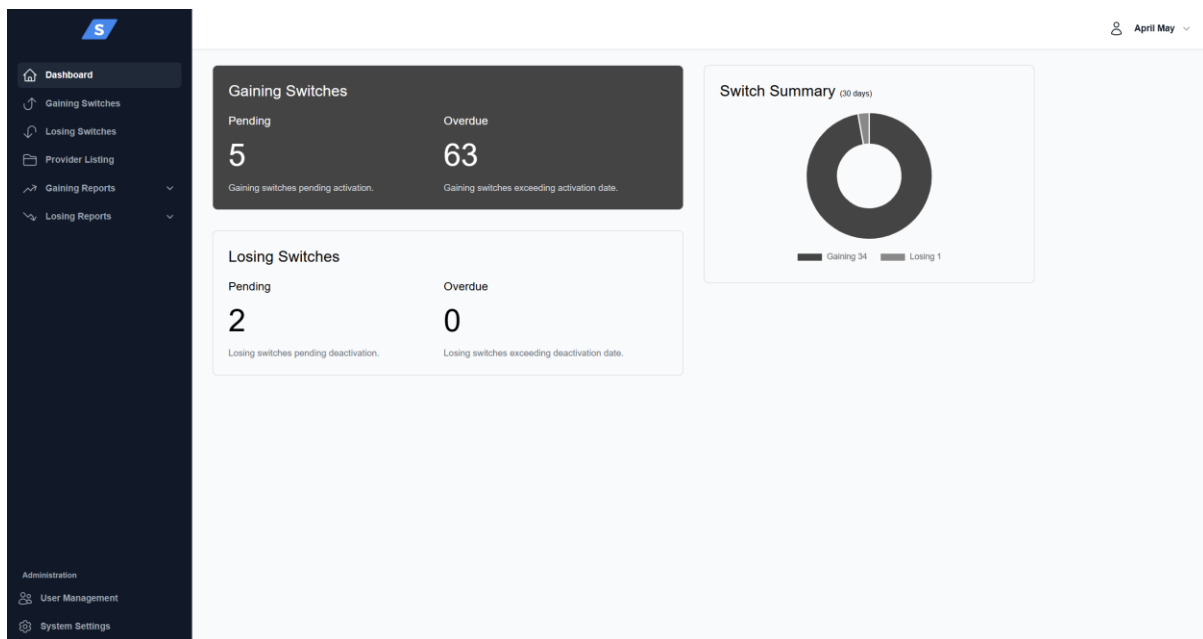 S
April May
Dashboard
Gaining Switches
Losing Switches
Provider Listing
Gaining Reports
Losing Reports
Administration
User Management
System Settings
Gaining Switches
Pending
Overdue
5
63
Gaining switches pending activation.
Gaining switches exceeding activation date.
Losing Switches
Pending
Overdue
2
0
Losing switches pending deactivation.
Losing switches exceeding deactivation date.
Switch Summary (30 days)
Gaining 34
Losing 1